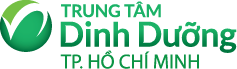 TRUNG TÂM
Dinh Dưỡng
TP. HỒ CHÍ MINH